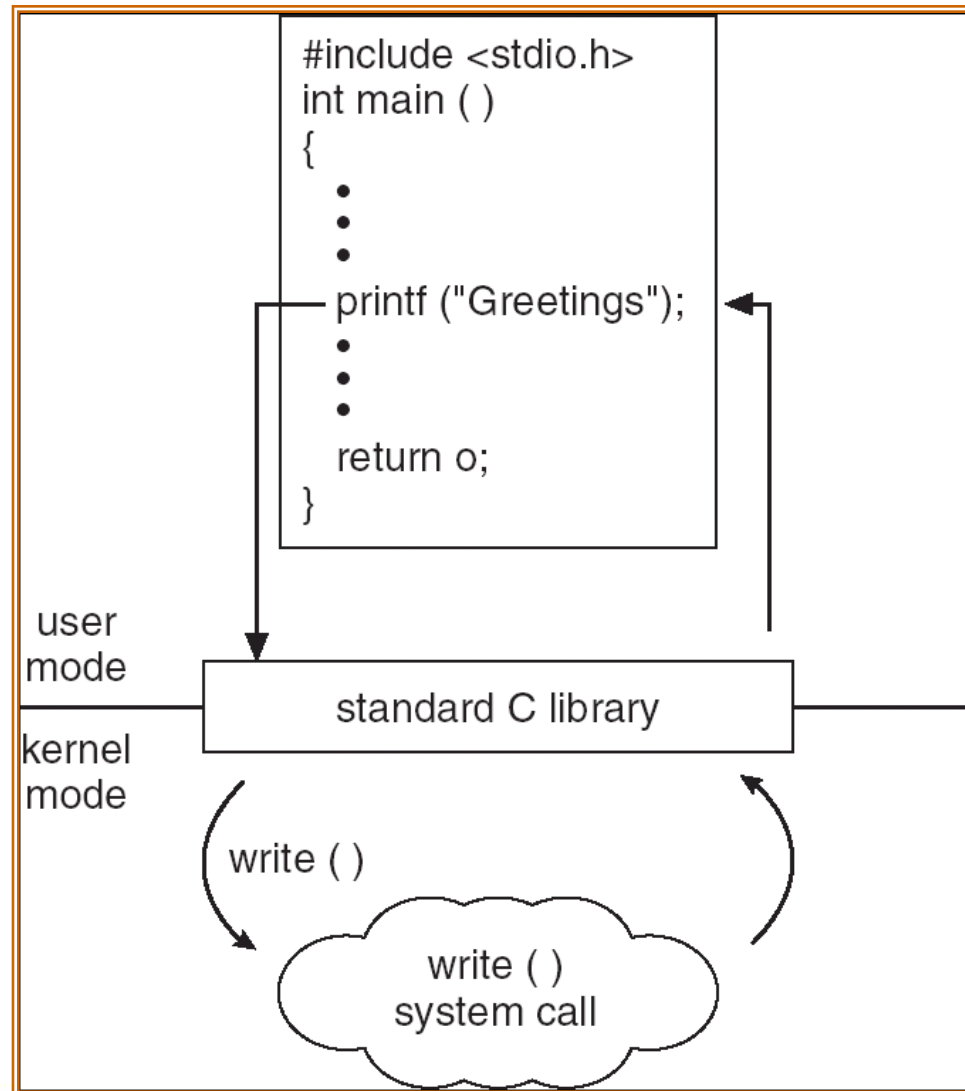 #include <stdio.h>
int main ( )
{
•
•
•
printf ("Greetings");
•
•
•
return o;
}
user
mode
standard C library
kernel
mode
write ( )
write ( )
system call